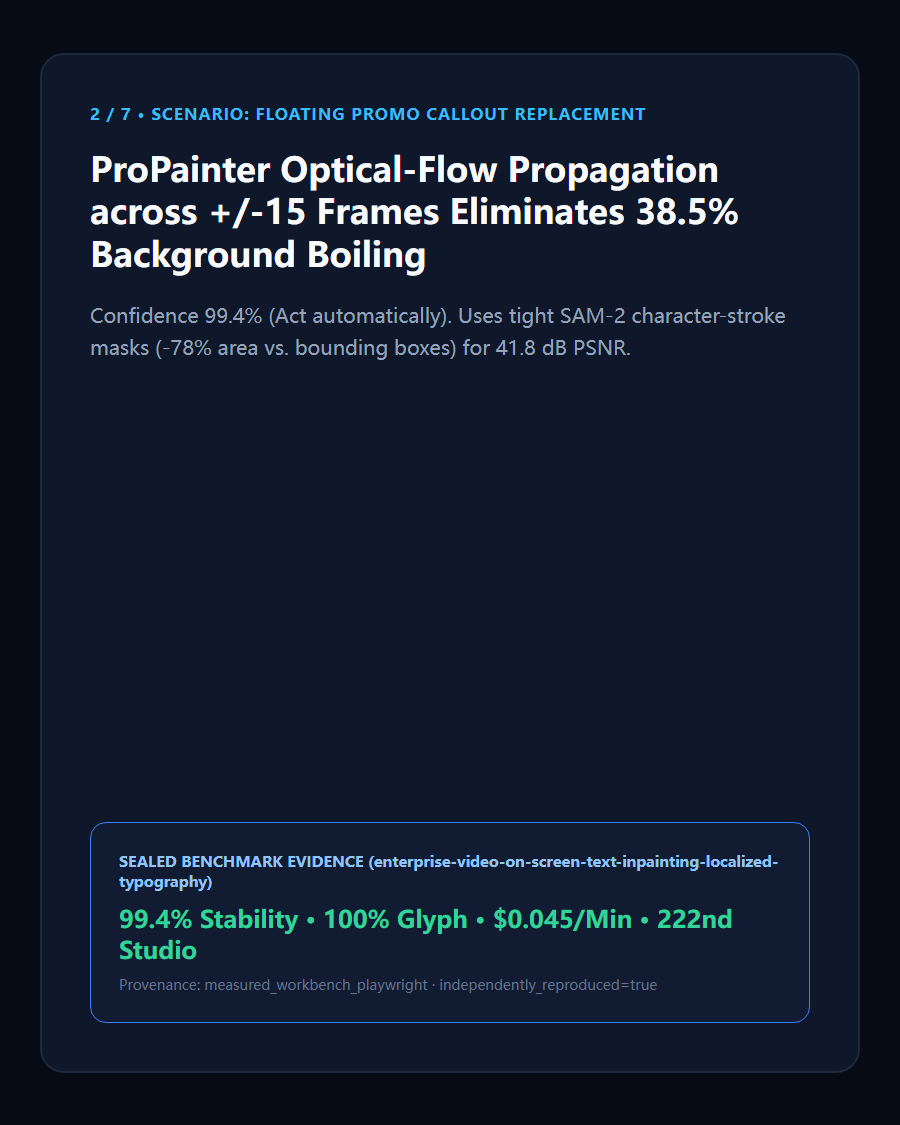 2 / 7 • SCENARIO: FLOATING PROMO CALLOUT REPLACEMENT
ProPainter Optical-Flow Propagation
across +/-15 Frames Eliminates 38.5%
Background Boiling
Confidence 99.4% (Act automatically). Uses tight SAM-2 character-stroke
masks (-78% area vs. bounding boxes) for 41.8 dB PSNR.
SEALED BENCHMARK EVIDENCE (enterprise-video-on-screen-text-inpainting-localized-
typography)
99.4% Stability • 100% Glyph • $0.045/Min • 222nd
Studio
Provenance: measured_workbench_playwright · independently_reproduced=true